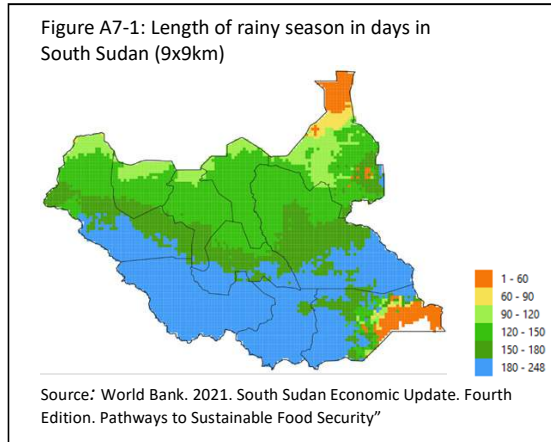 Figure A7-1: Length of rainy season in days in
South Sudan (9x9km)
1 - 60
60 - 90
90 - 120
120 - 150
150 - 180
180 - 248
Source: World Bank. 2021. South Sudan Economic Update. Fourth
Edition. Pathways to Sustainable Food Security”